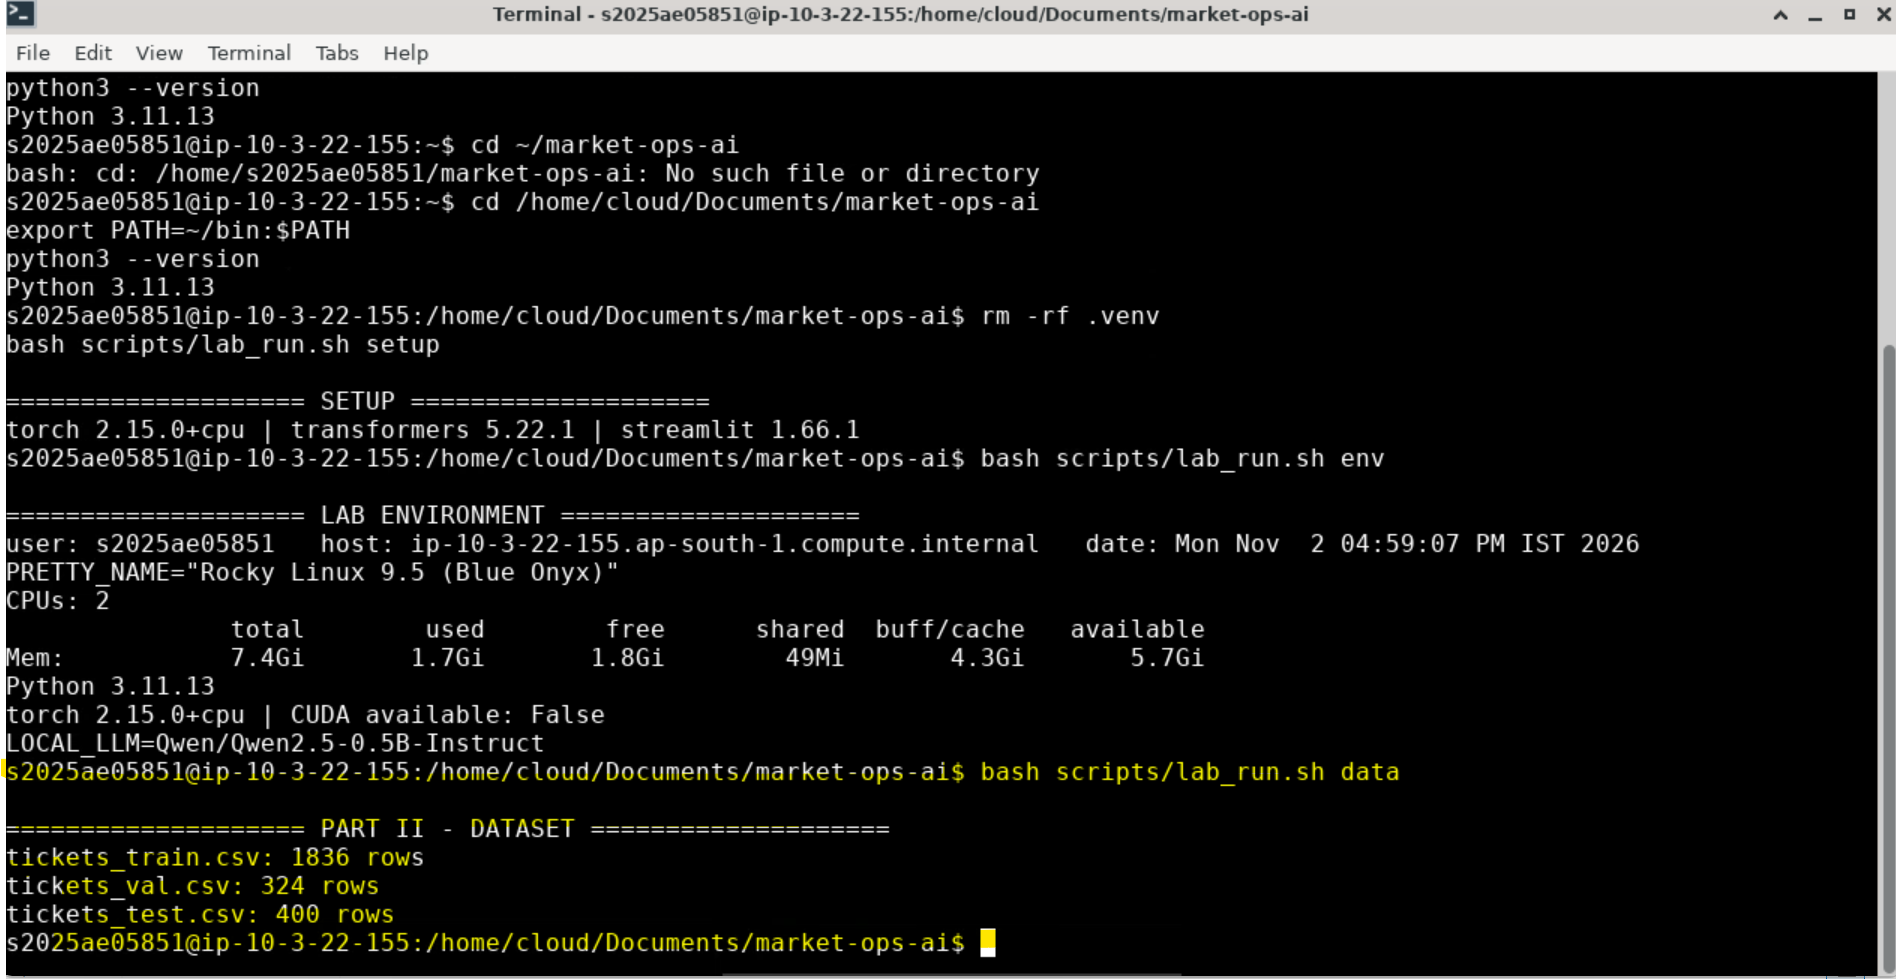 Terminal - s2025ae05851@ip-10-3-22-155:/home/cloud/Documents/market-ops-ai
File Edit View Terminal Tabs Help
python3 --version
Python 3.11.13
s2025ae05851@ip-10-3-22-155:~$ cd ~/market-ops-ai
bash: cd: /home/s2025ae05851/market-ops-ai: No such file or directory
s2025ae05851@ip-10-3-22-155:~$ cd /home/cloud/Documents/market-ops-ai
export PATH=~/bin:$PATH
python3 --version
Python 3.11.13
s2025ae05851@ip-10-3-22-155:/home/cloud/Documents/market-ops-ai$ rm -rf .venv
bash scripts/lab_run.sh setup
==================== SETUP ====================
torch 2.15.0+cpu | transformers 5.22.1 | streamlit 1.66.1
s2025ae05851@ip-10-3-22-155:/home/cloud/Documents/market-ops-ai$ bash scripts/lab_run.sh env
==================== LAB ENVIRONMENT ====================
user: s2025ae05851   host: ip-10-3-22-155.ap-south-1.compute.internal   date: Mon Nov  2 04:59:07 PM IST 2026
PRETTY_NAME="Rocky Linux 9.5 (Blue Onyx)"
CPUs: 2
               total        used        free      shared  buff/cache   available
Mem:           7.4Gi       1.7Gi       1.8Gi        49Mi       4.3Gi       5.7Gi
Python 3.11.13
torch 2.15.0+cpu | CUDA available: False
LOCAL_LLM=Qwen/Qwen2.5-0.5B-Instruct
s2025ae05851@ip-10-3-22-155:/home/cloud/Documents/market-ops-ai$ bash scripts/lab_run.sh data
==================== PART II - DATASET ====================
tickets_train.csv: 1836 rows
tickets_val.csv: 324 rows
tickets_test.csv: 400 rows
s2025ae05851@ip-10-3-22-155:/home/cloud/Documents/market-ops-ai$